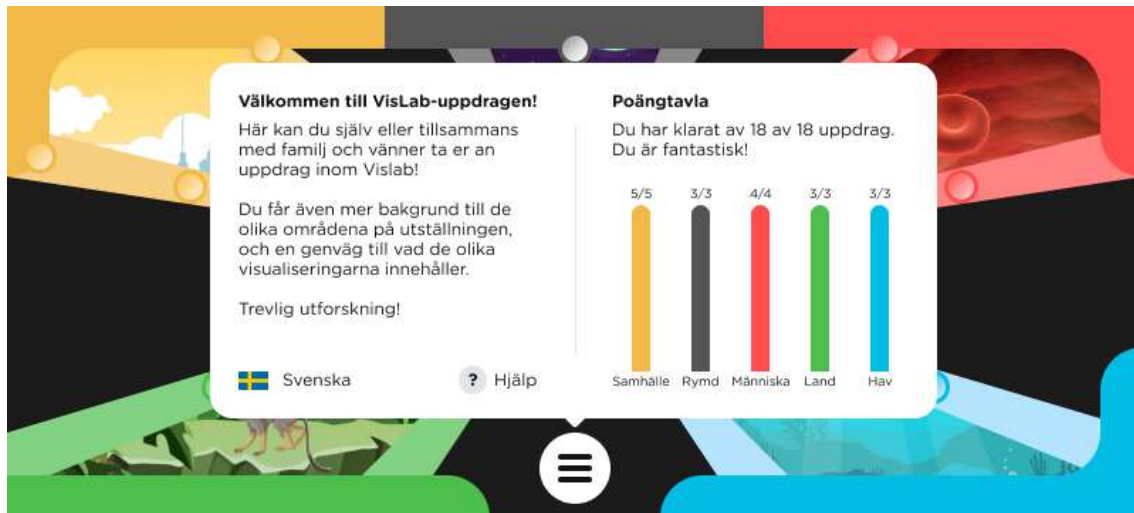 Välkommen till VisLab-uppdragen!
Här kan du själv eller tillsammans
med familj och vänner ta er an
uppdrag inom Vislab!
Du får även mer bakgrund till de
olika områdena på utställningen,
och en genväg till vad de olika
visualiseringarna innehåller.
Trevlig utforskning!
Svenska
? Hjälp
Poängtavla
Du har klarat av 18 av 18 uppdrag.
Du är fantastisk!
5/5 3/3 4/4 3/3 3/3
Samhälle Rymd Människa Land Hav